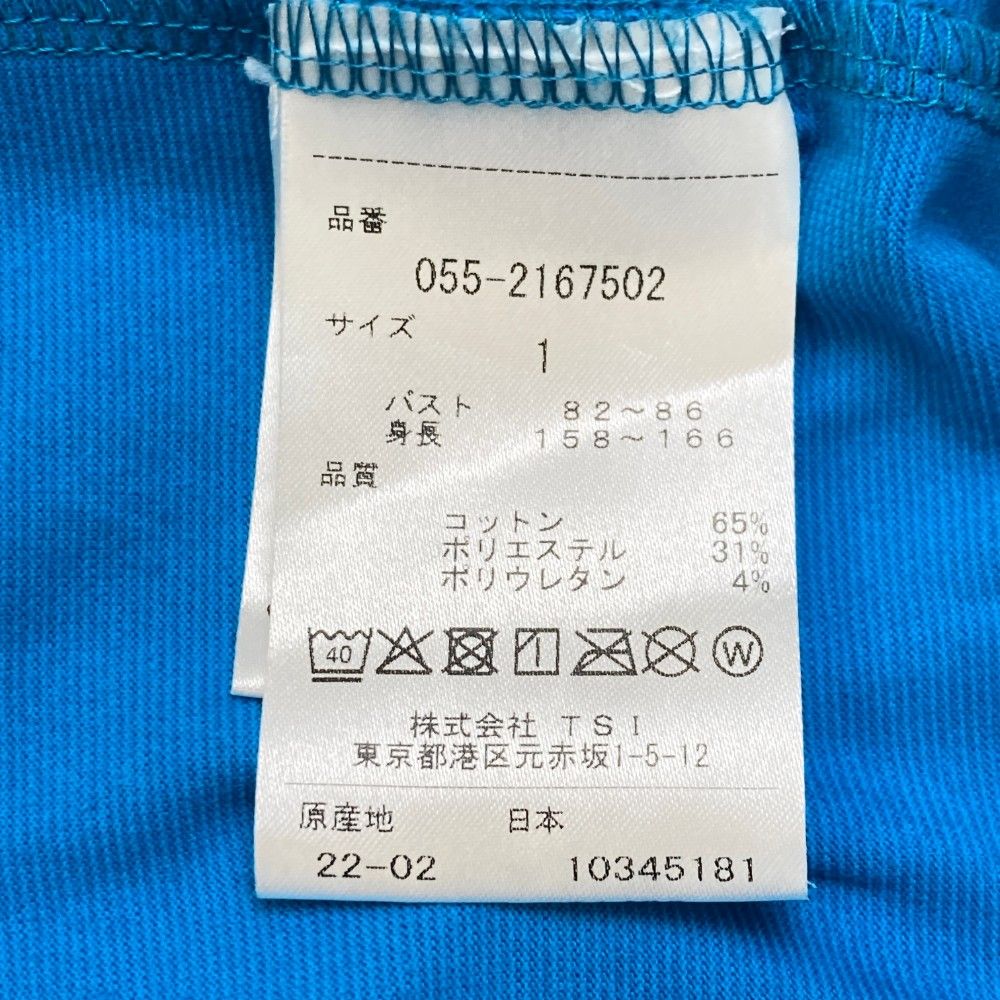 品番
055-2167502
サイズ
1
バスト 82～86
身長 158～166
品質
コットン 65%
ポリエステル 31%
ポリウレタン 4%
40 W
株式会社 TSI
東京都港区元赤坂1-5-12
原産地 日本
22-02 10345181